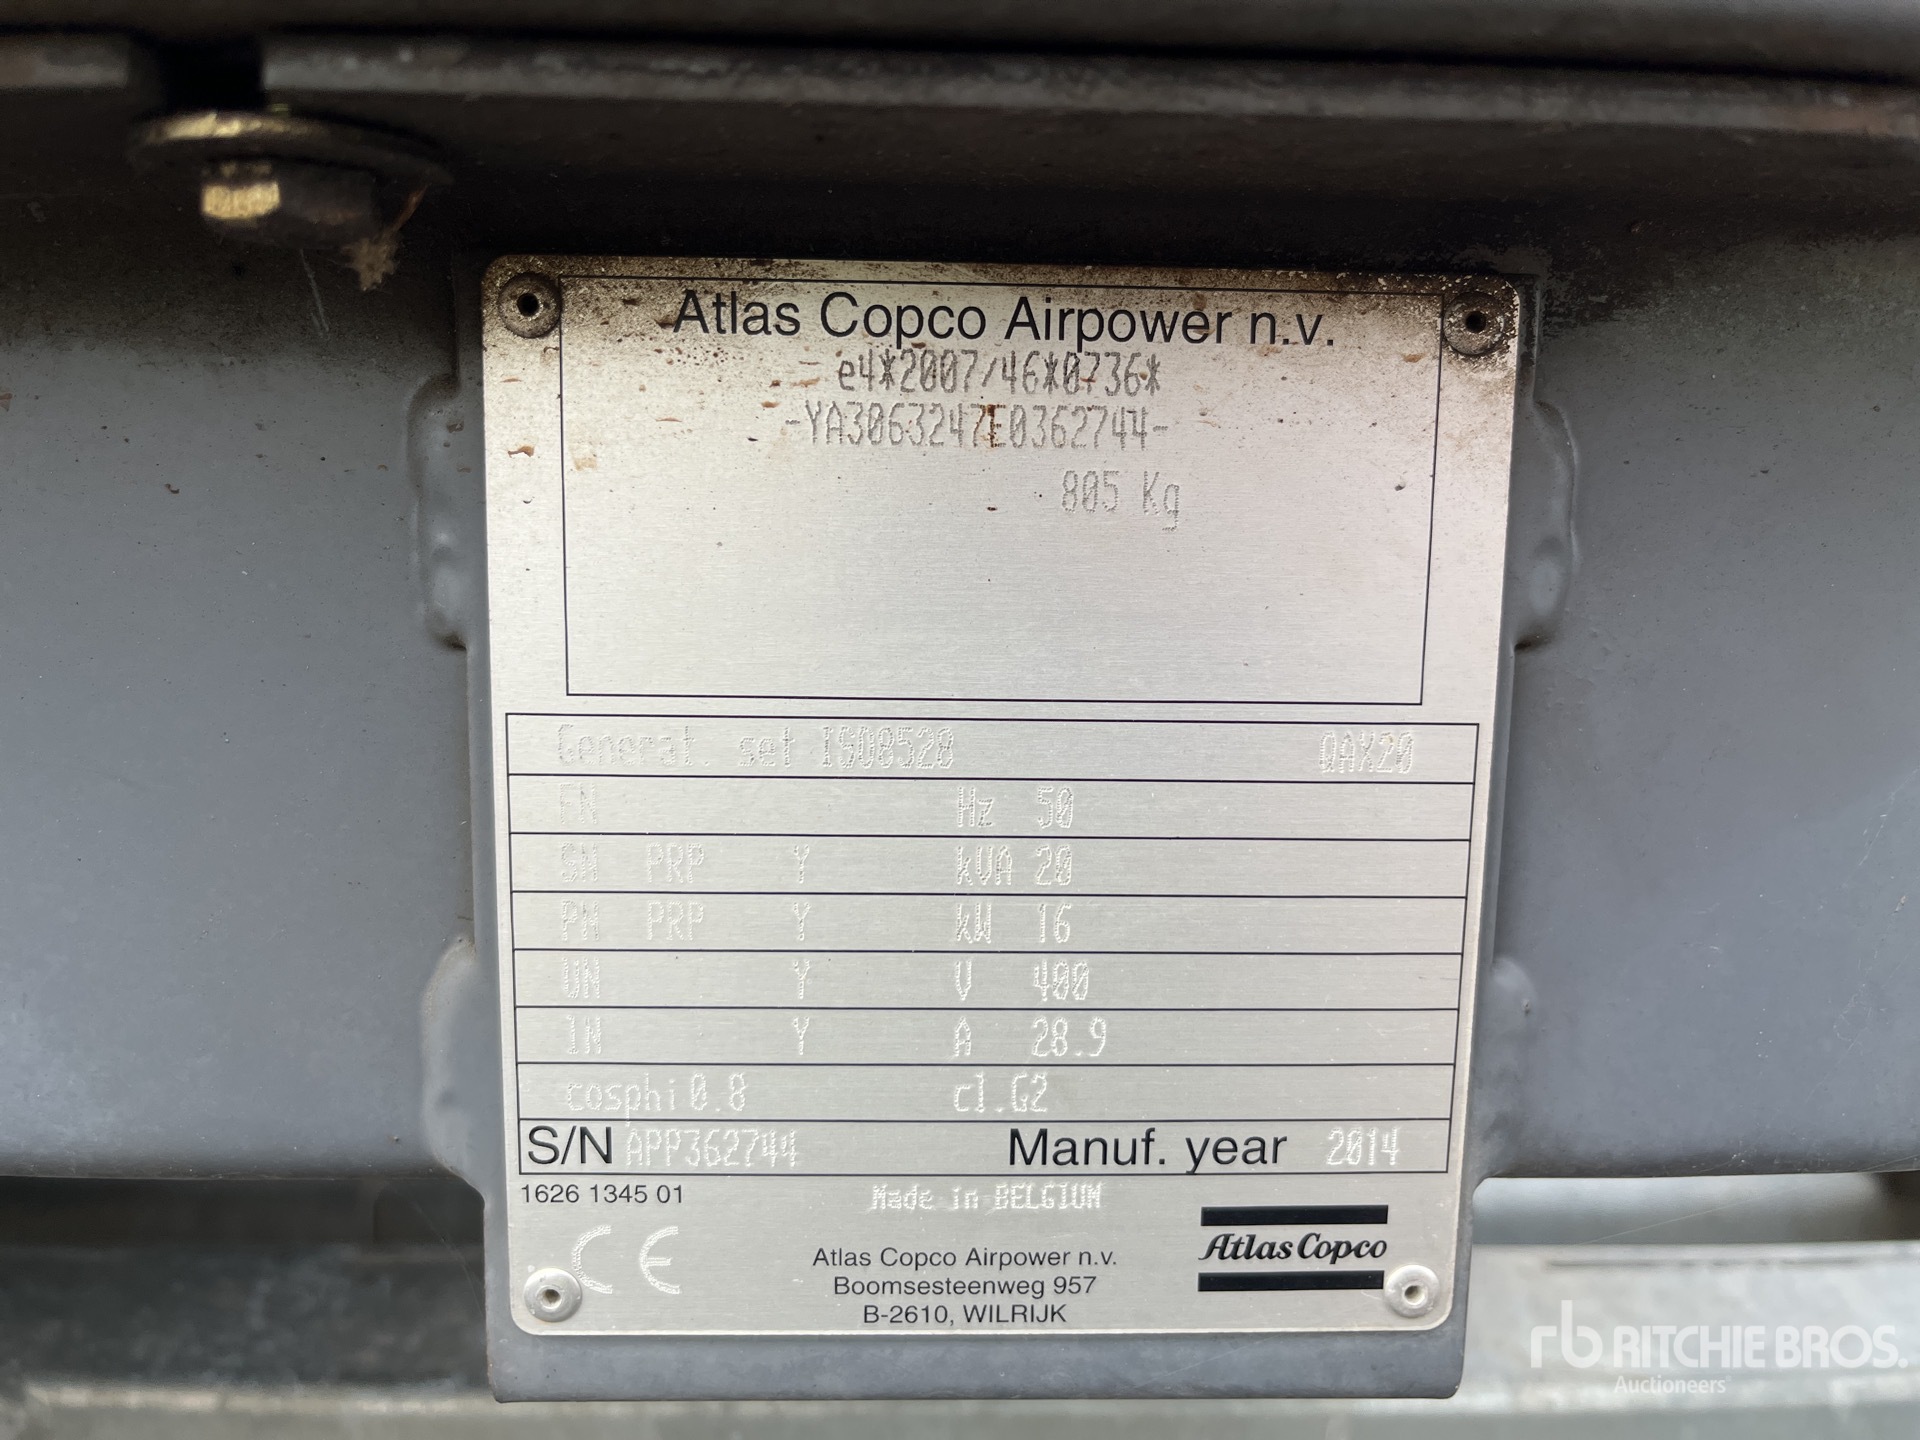 Atlas Copco Airpower n.v.
e4*2007/46*0736*
-YA3063247E0362744-
805 Kg
Generat. set ISO8528 QAX20
FN Hz 50
SN PRP Y kVA 20
PN PRP Y kW 16
UN Y V 400
IN Y A 28.9
cosphi 0.8 cl.G2
S/N APP362744 Manuf. year 2014
1626 1345 01 Made in BELGIUM
CE
Atlas Copco Airpower n.v.
Boomsesteenweg 957
B-2610, WILRIJK
Atlas Copco
rb RITCHIE BROS.
Auctioneers